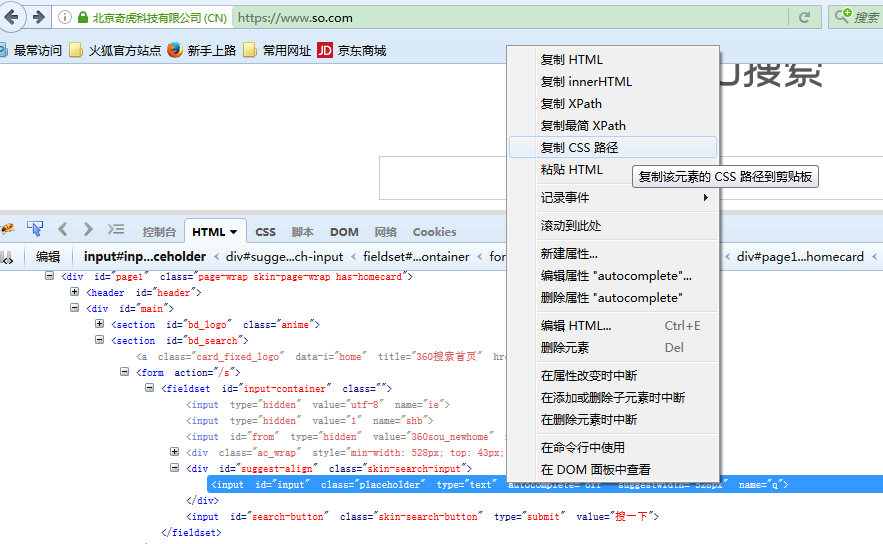 北京奇虎科技有限公司 (CN) https://www.so.com 搜索
最常访问 火狐官方站点 新手上路 常用网址 JD 京东商城
搜索
复制 HTML
复制 innerHTML
复制 XPath
复制最简 XPath
复制 CSS 路径
粘贴 HTML
复制该元素的 CSS 路径到剪贴板
记录事件
滚动到此处
新建属性...
编辑属性 "autocomplete"...
删除属性 "autocomplete"
编辑 HTML... Ctrl+E
删除元素 Del
在属性改变时中断
在添加或删除子元素时中断
在删除元素时中断
在命令行中使用
在 DOM 面板中查看
控制台 HTML CSS 脚本 DOM 网络 Cookies
编辑 input#inp...ceholder < div#sugge...ch-input < fieldset#...ontainer < for < div#page1...homecard <
<div id="page1" class="page-wrap skin-page-wrap has-homecard">
<header id="header">
<div id="main">
<section id="bd_logo" class="anime">
<section id="bd_search">
<a class="card_fixed_logo" data-i="home" title="360搜索首页" hre
<form action="/s">
<fieldset id="input-container" class="">
<input type="hidden" value="utf-8" name="ie">
<input type="hidden" value="1" name="shb">
<input id="from" type="hidden" value="360sou_newhome"
<div class="ac_wrap" style="min-width: 528px; top: 43px;
<div id="suggest-align" class="skin-search-input">
<input id="input" class="placeholder" type="text" autocomplete="off" suggestwidth="528px" name="q">
</div>
<input id="search-button" class="skin-search-button" type="submit" value="搜一下">
</fieldset>